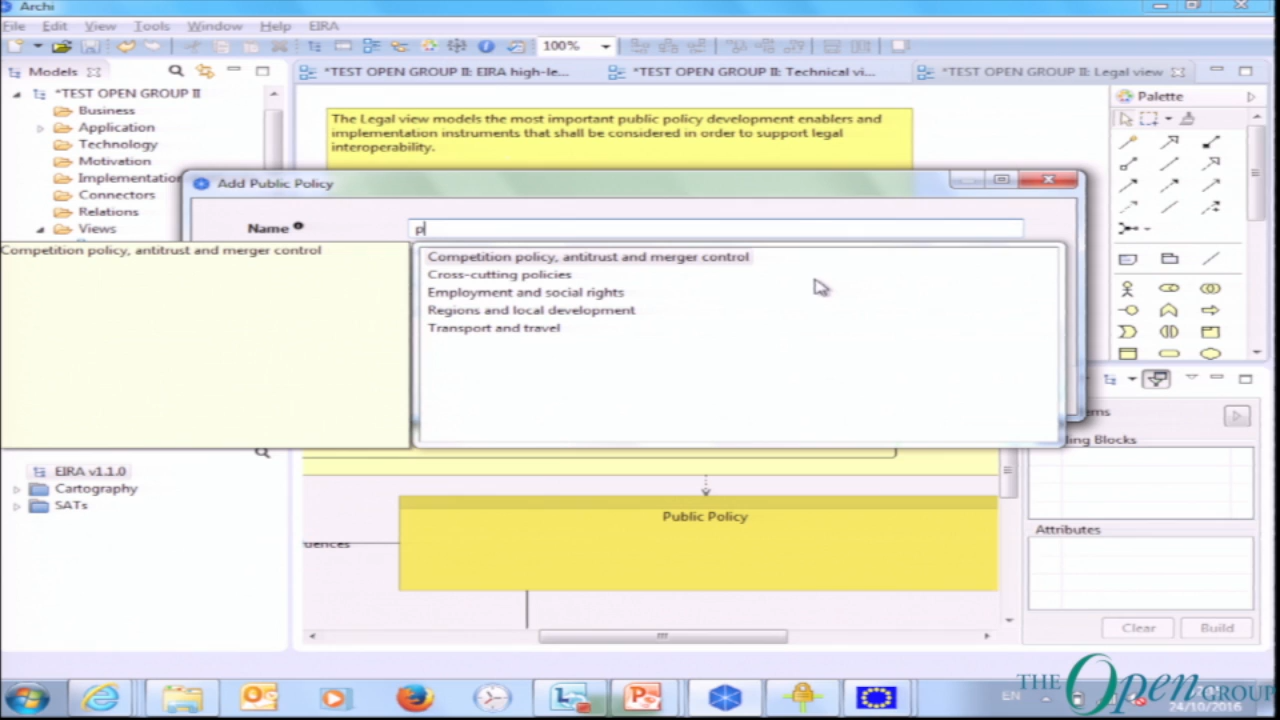 Archi
File Edit View Tools Window Help EIRA
100%
Models
*TEST OPEN GROUP II: EIRA high-le...
*TEST OPEN GROUP II: Technical vi...
*TEST OPEN GROUP II: Legal view
*TEST OPEN GROUP II
Business
Application
Technology
Motivation
Implementation
Connectors
Relations
Views
The Legal view models the most important public policy development enablers and
implementation instruments that shall be considered in order to support legal
interoperability.
Palette
Add Public Policy
Name
p
Competition policy, antitrust and merger control
Competition policy, antitrust and merger control
Cross-cutting policies
Employment and social rights
Regions and local development
Transport and travel
ems
ling Blocks
Attributes
Clear
Build
EIRA v1.1.0
Cartography
SATs
Public Policy
uences
EN
24/10/2016
THE Open GROUP